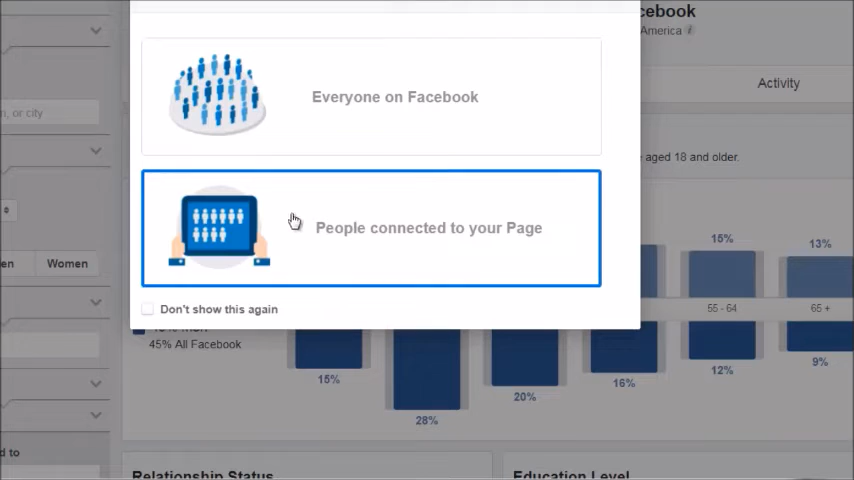 cebook
America i
n, or city
Everyone on Facebook
Activity
aged 18 and older.
People connected to your Page
en
Women
15%
13%
55 - 64
65 +
Don't show this again
45% All Facebook
15%
28%
20%
16%
12%
9%
d to
Relationship Status
Education Level